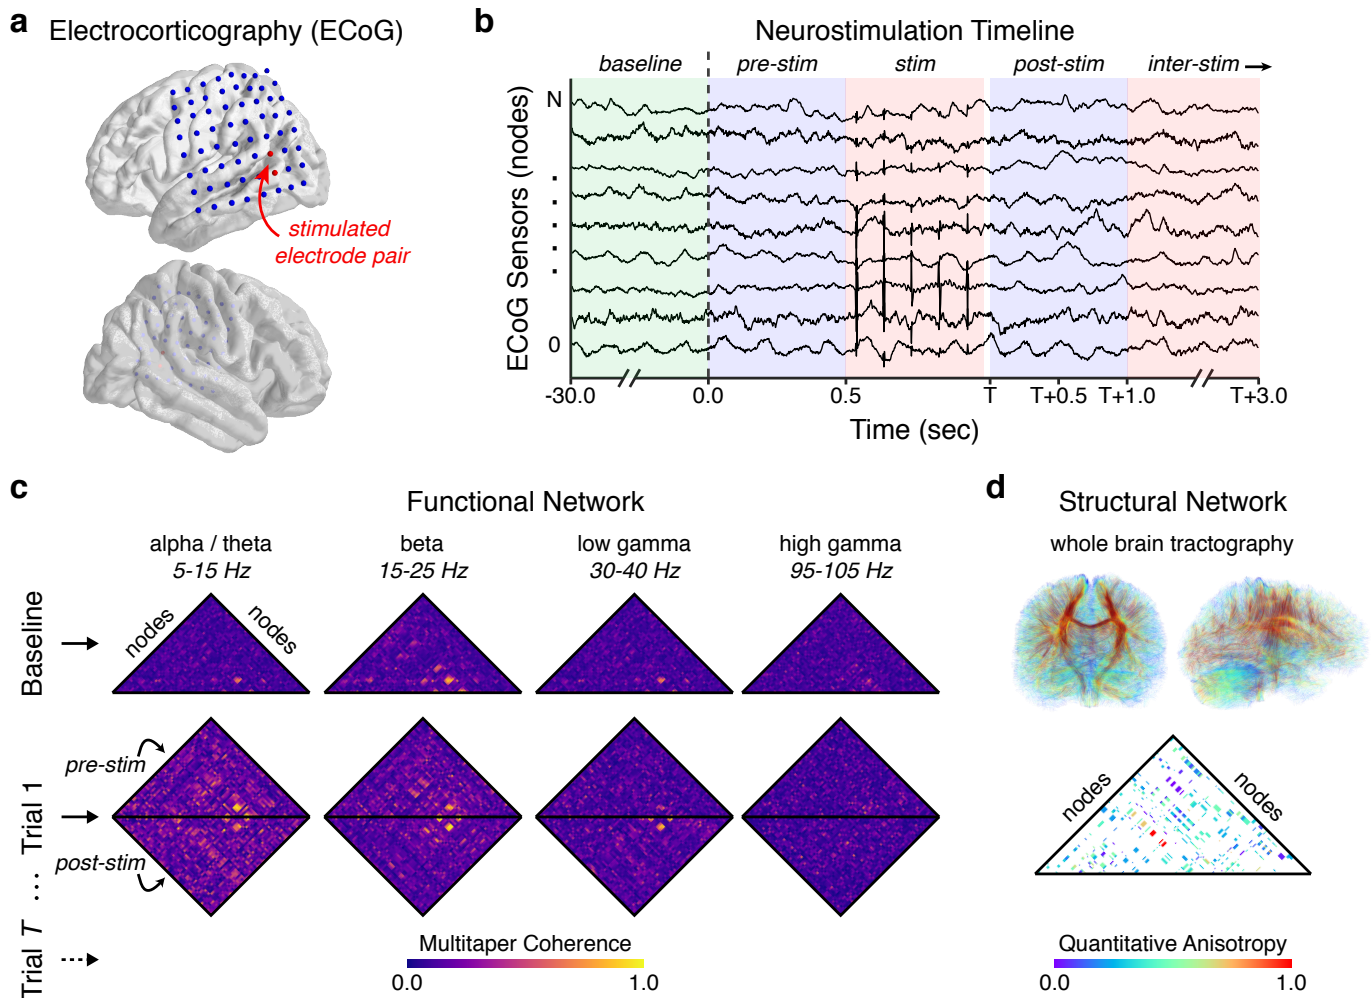 a
Electrocorticography (ECoG)
stimulated
electrode pair
b
Neurostimulation Timeline
baseline
pre-stim
stim
post-stim
inter-stim
ECoG Sensors (nodes)
N
0
-30.0
0.0
0.5
T
T+0.5
T+1.0
T+3.0
Time (sec)
c
Functional Network
alpha / theta
5-15 Hz
beta
15-25 Hz
low gamma
30-40 Hz
high gamma
95-105 Hz
Baseline
nodes
nodes
Trial 1
pre-stim
post-stim
...
Trial T
Multitaper Coherence
0.0
1.0
d
Structural Network
whole brain tractography
nodes
nodes
Quantitative Anisotropy
0.0
1.0